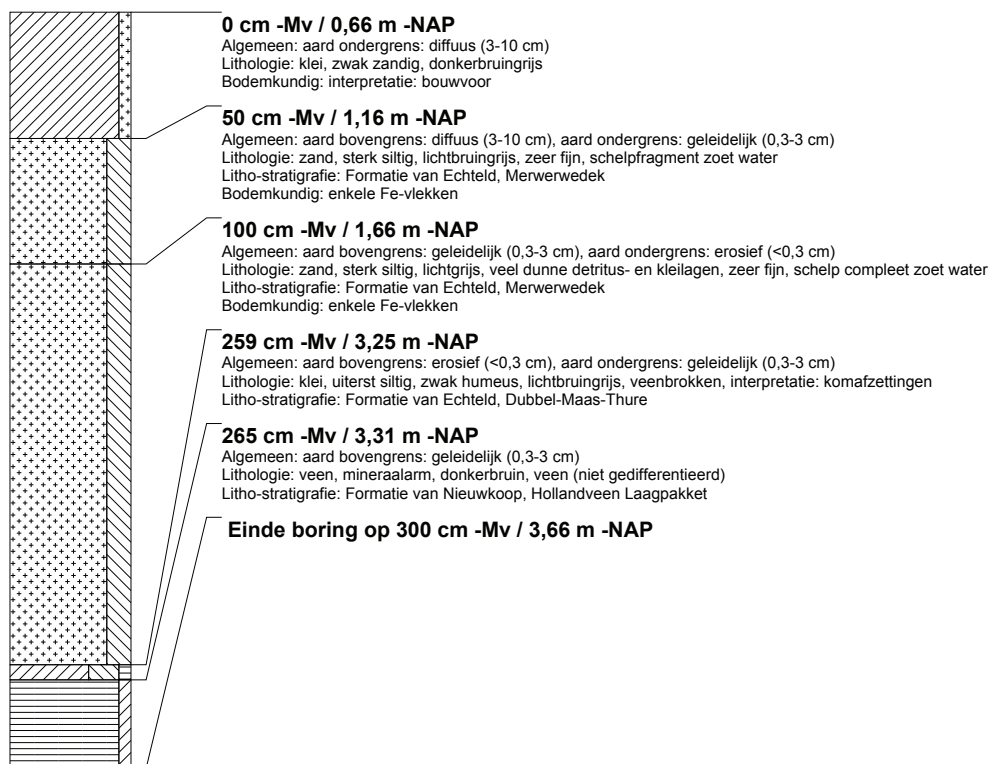 0 cm -Mv / 0,66 m -NAP
Algemeen: aard ondergrens: diffuus (3-10 cm)
Lithologie: klei, zwak zandig, donkerbruingrijs
Bodemkundig: interpretatie: bouwvoor
50 cm -Mv / 1,16 m -NAP
Algemeen: aard bovengrens: diffuus (3-10 cm), aard ondergrens: geleidelijk (0,3-3 cm)
Lithologie: zand, sterk siltig, lichtbruingrijs, zeer fijn, schelpfragment zoet water
Litho-stratigrafie: Formatie van Echteld, Merwerwedek
Bodemkundig: enkele Fe-vlekken
100 cm -Mv / 1,66 m -NAP
Algemeen: aard bovengrens: geleidelijk (0,3-3 cm), aard ondergrens: erosief (<0,3 cm)
Lithologie: zand, sterk siltig, lichtgrijs, veel dunne detritus- en kleilagen, zeer fijn, schelp compleet zoet water
Litho-stratigrafie: Formatie van Echteld, Merwerwedek
Bodemkundig: enkele Fe-vlekken
259 cm -Mv / 3,25 m -NAP
Algemeen: aard bovengrens: erosief (<0,3 cm), aard ondergrens: geleidelijk (0,3-3 cm)
Lithologie: klei, uiterst siltig, zwak humeus, lichtbruingrijs, veenbrokken, interpretatie: komafzettingen
Litho-stratigrafie: Formatie van Echteld, Dubbel-Maas-Thure
265 cm -Mv / 3,31 m -NAP
Algemeen: aard bovengrens: geleidelijk (0,3-3 cm)
Lithologie: veen, mineraalarm, donkerbruin, veen (niet gedifferentieerd)
Litho-stratigrafie: Formatie van Nieuwkoop, Hollandveen Laagpakket
Einde boring op 300 cm -Mv / 3,66 m -NAP